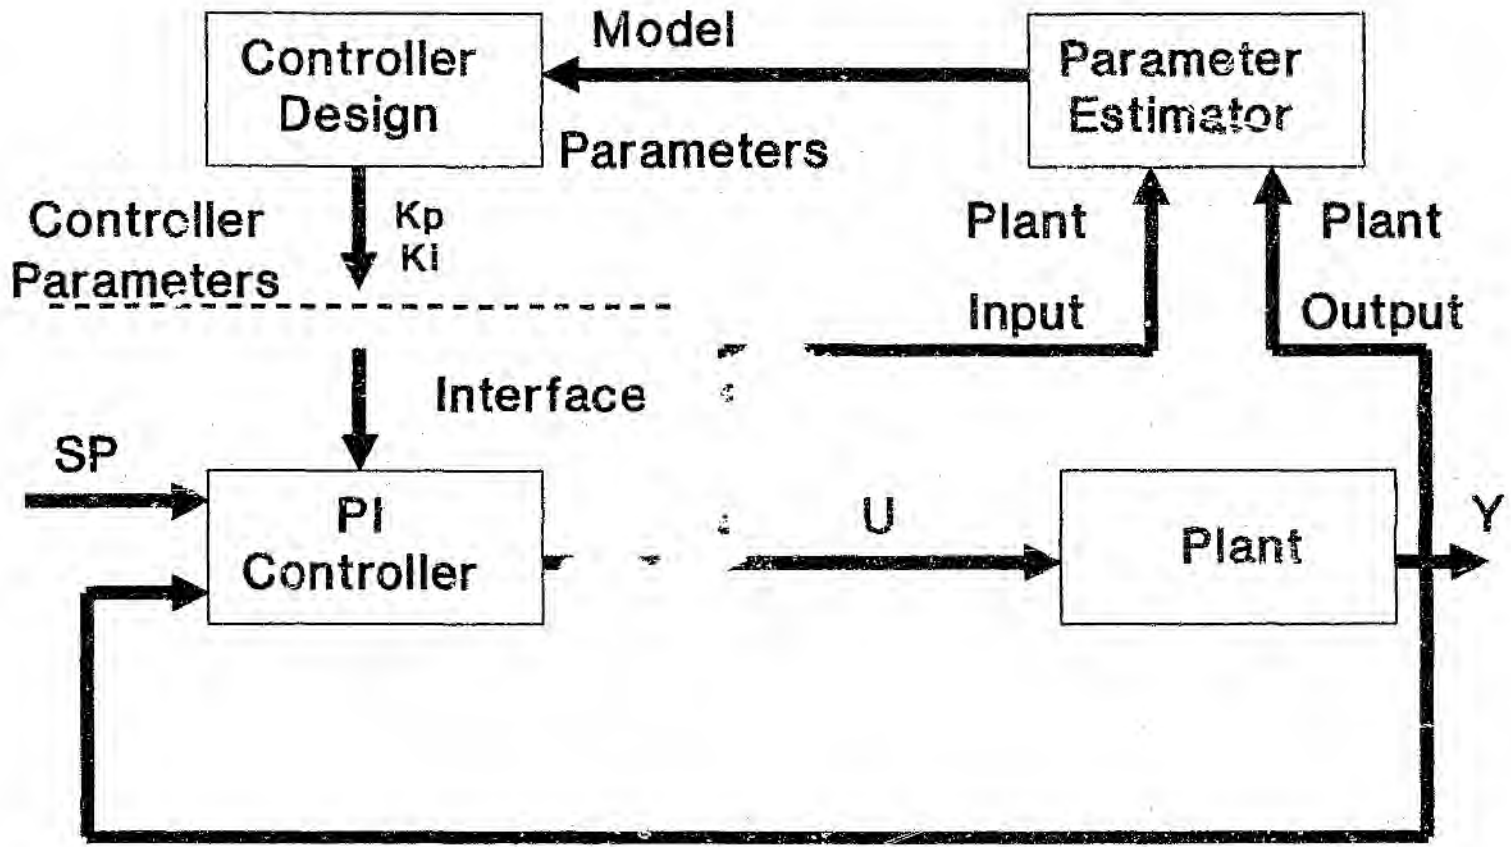 Controller
Design
Model
Parameters
Parameter
Estimator
Controller
Parameters
Kp
Ki
Plant
Input
Plant
Output
Interface
SP
PI
Controller
U
Plant
Y